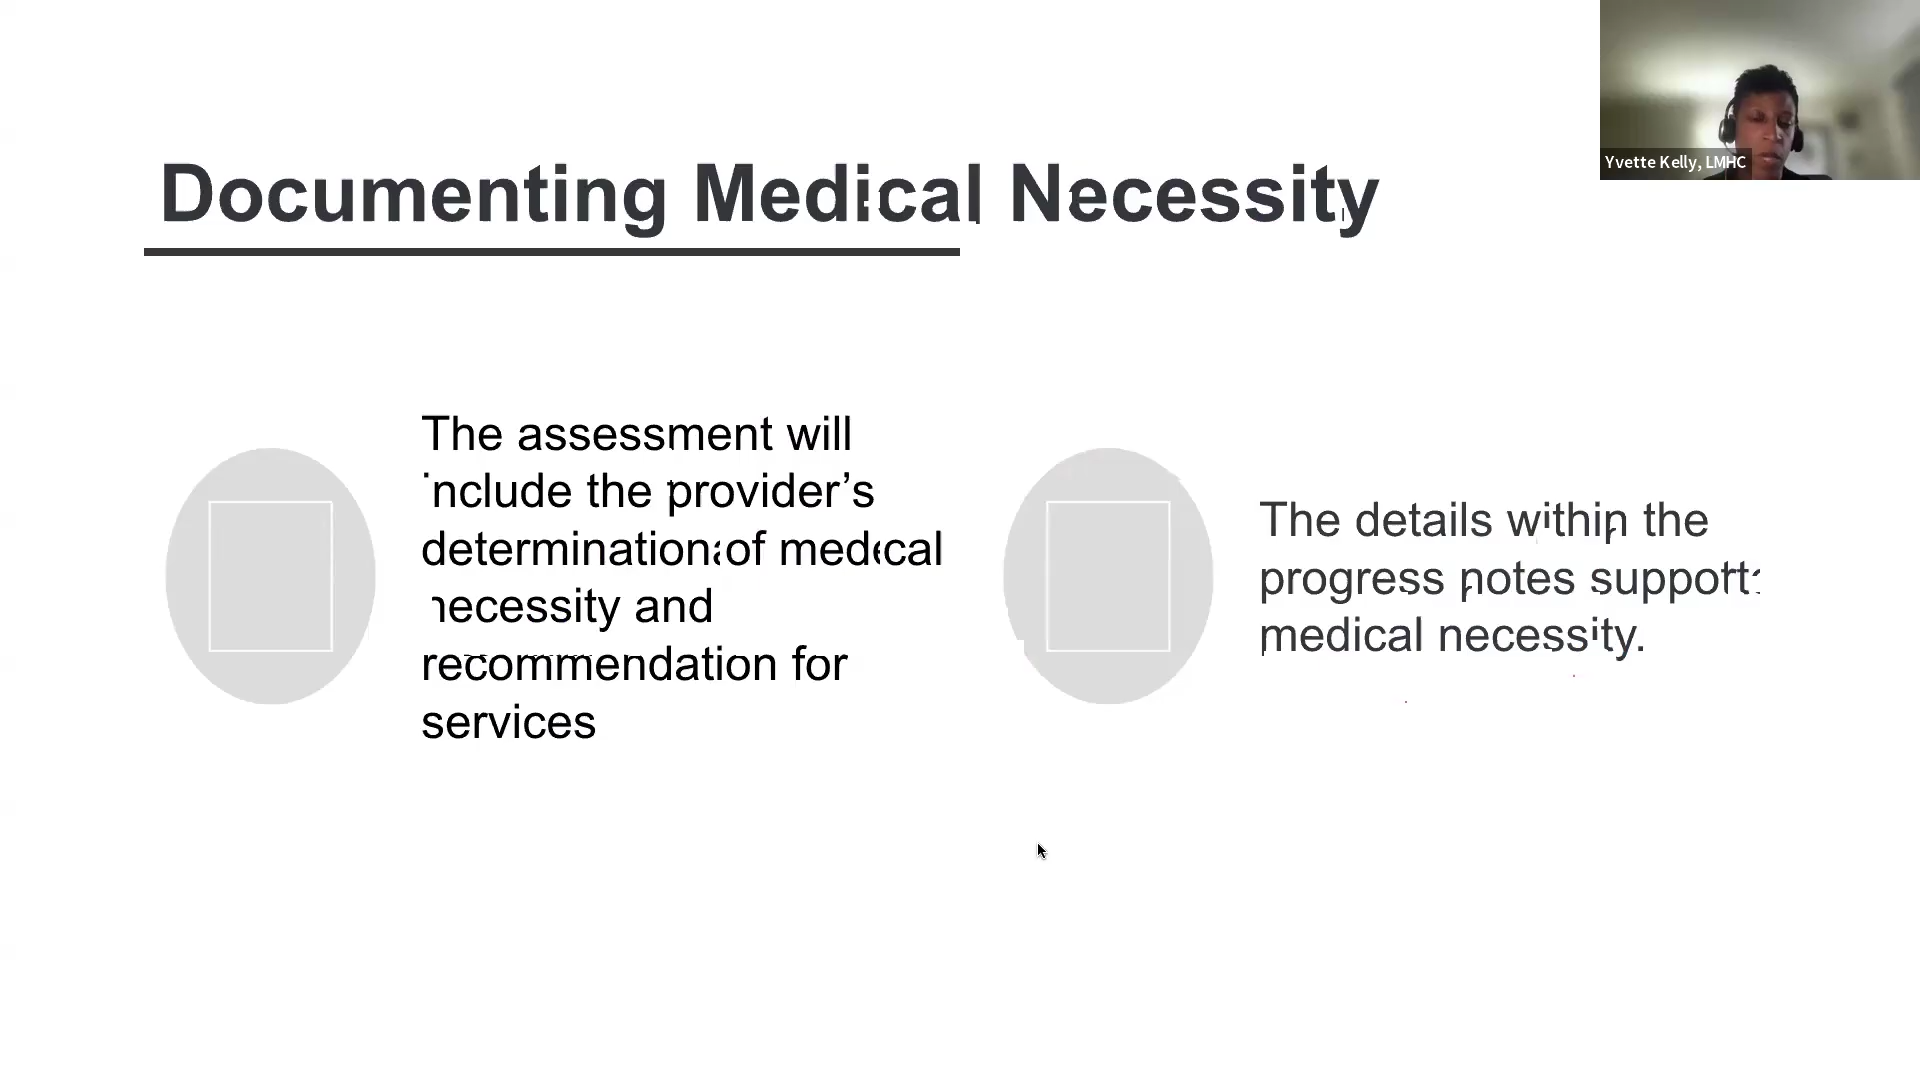 Yvette Kelly, LMHC
Documenting Medical Necessity
The assessment will
include the provider’s
determination of medical
necessity and
recommendation for
services
The details within the
progress notes support
medical necessity.